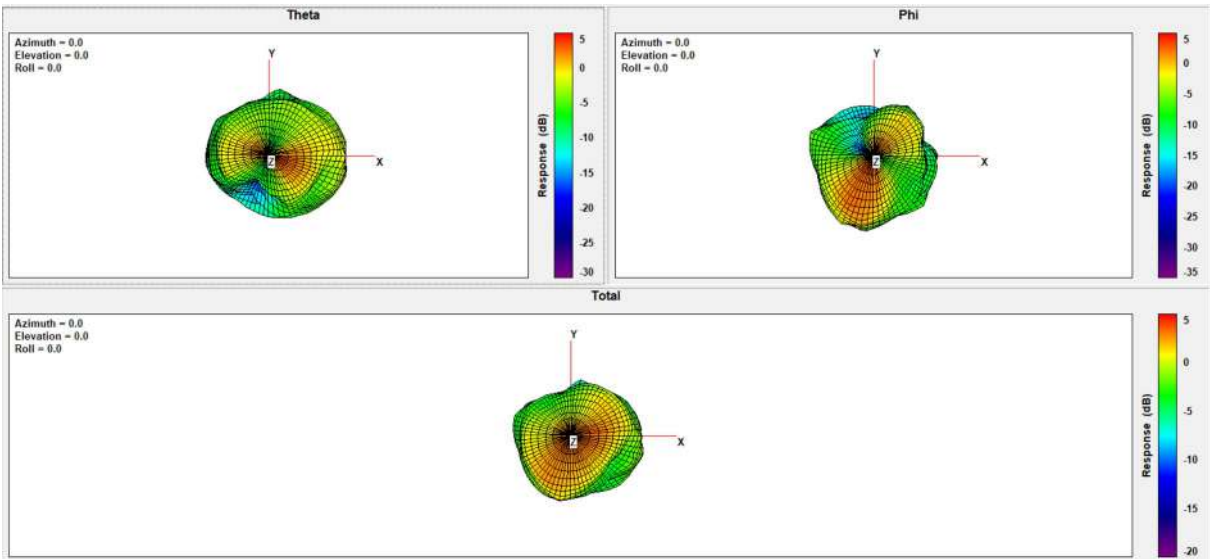 Theta
Azimuth = 0.0
Elevation = 0.0
Roll = 0.0
Y
Z
X
Response (dB)
5
0
-5
-10
-15
-20
-25
-30
Phi
Azimuth = 0.0
Elevation = 0.0
Roll = 0.0
Y
Z
X
Response (dB)
5
0
-5
-10
-15
-20
-25
-30
-35
Total
Azimuth = 0.0
Elevation = 0.0
Roll = 0.0
Y
Z
X
Response (dB)
5
0
-5
-10
-15
-20